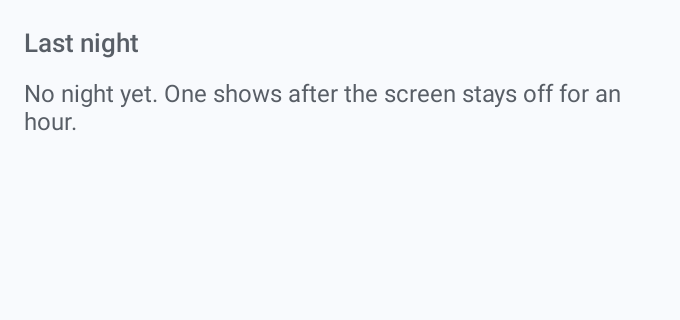 Last night
No night yet. One shows after the screen stays off for an
hour.